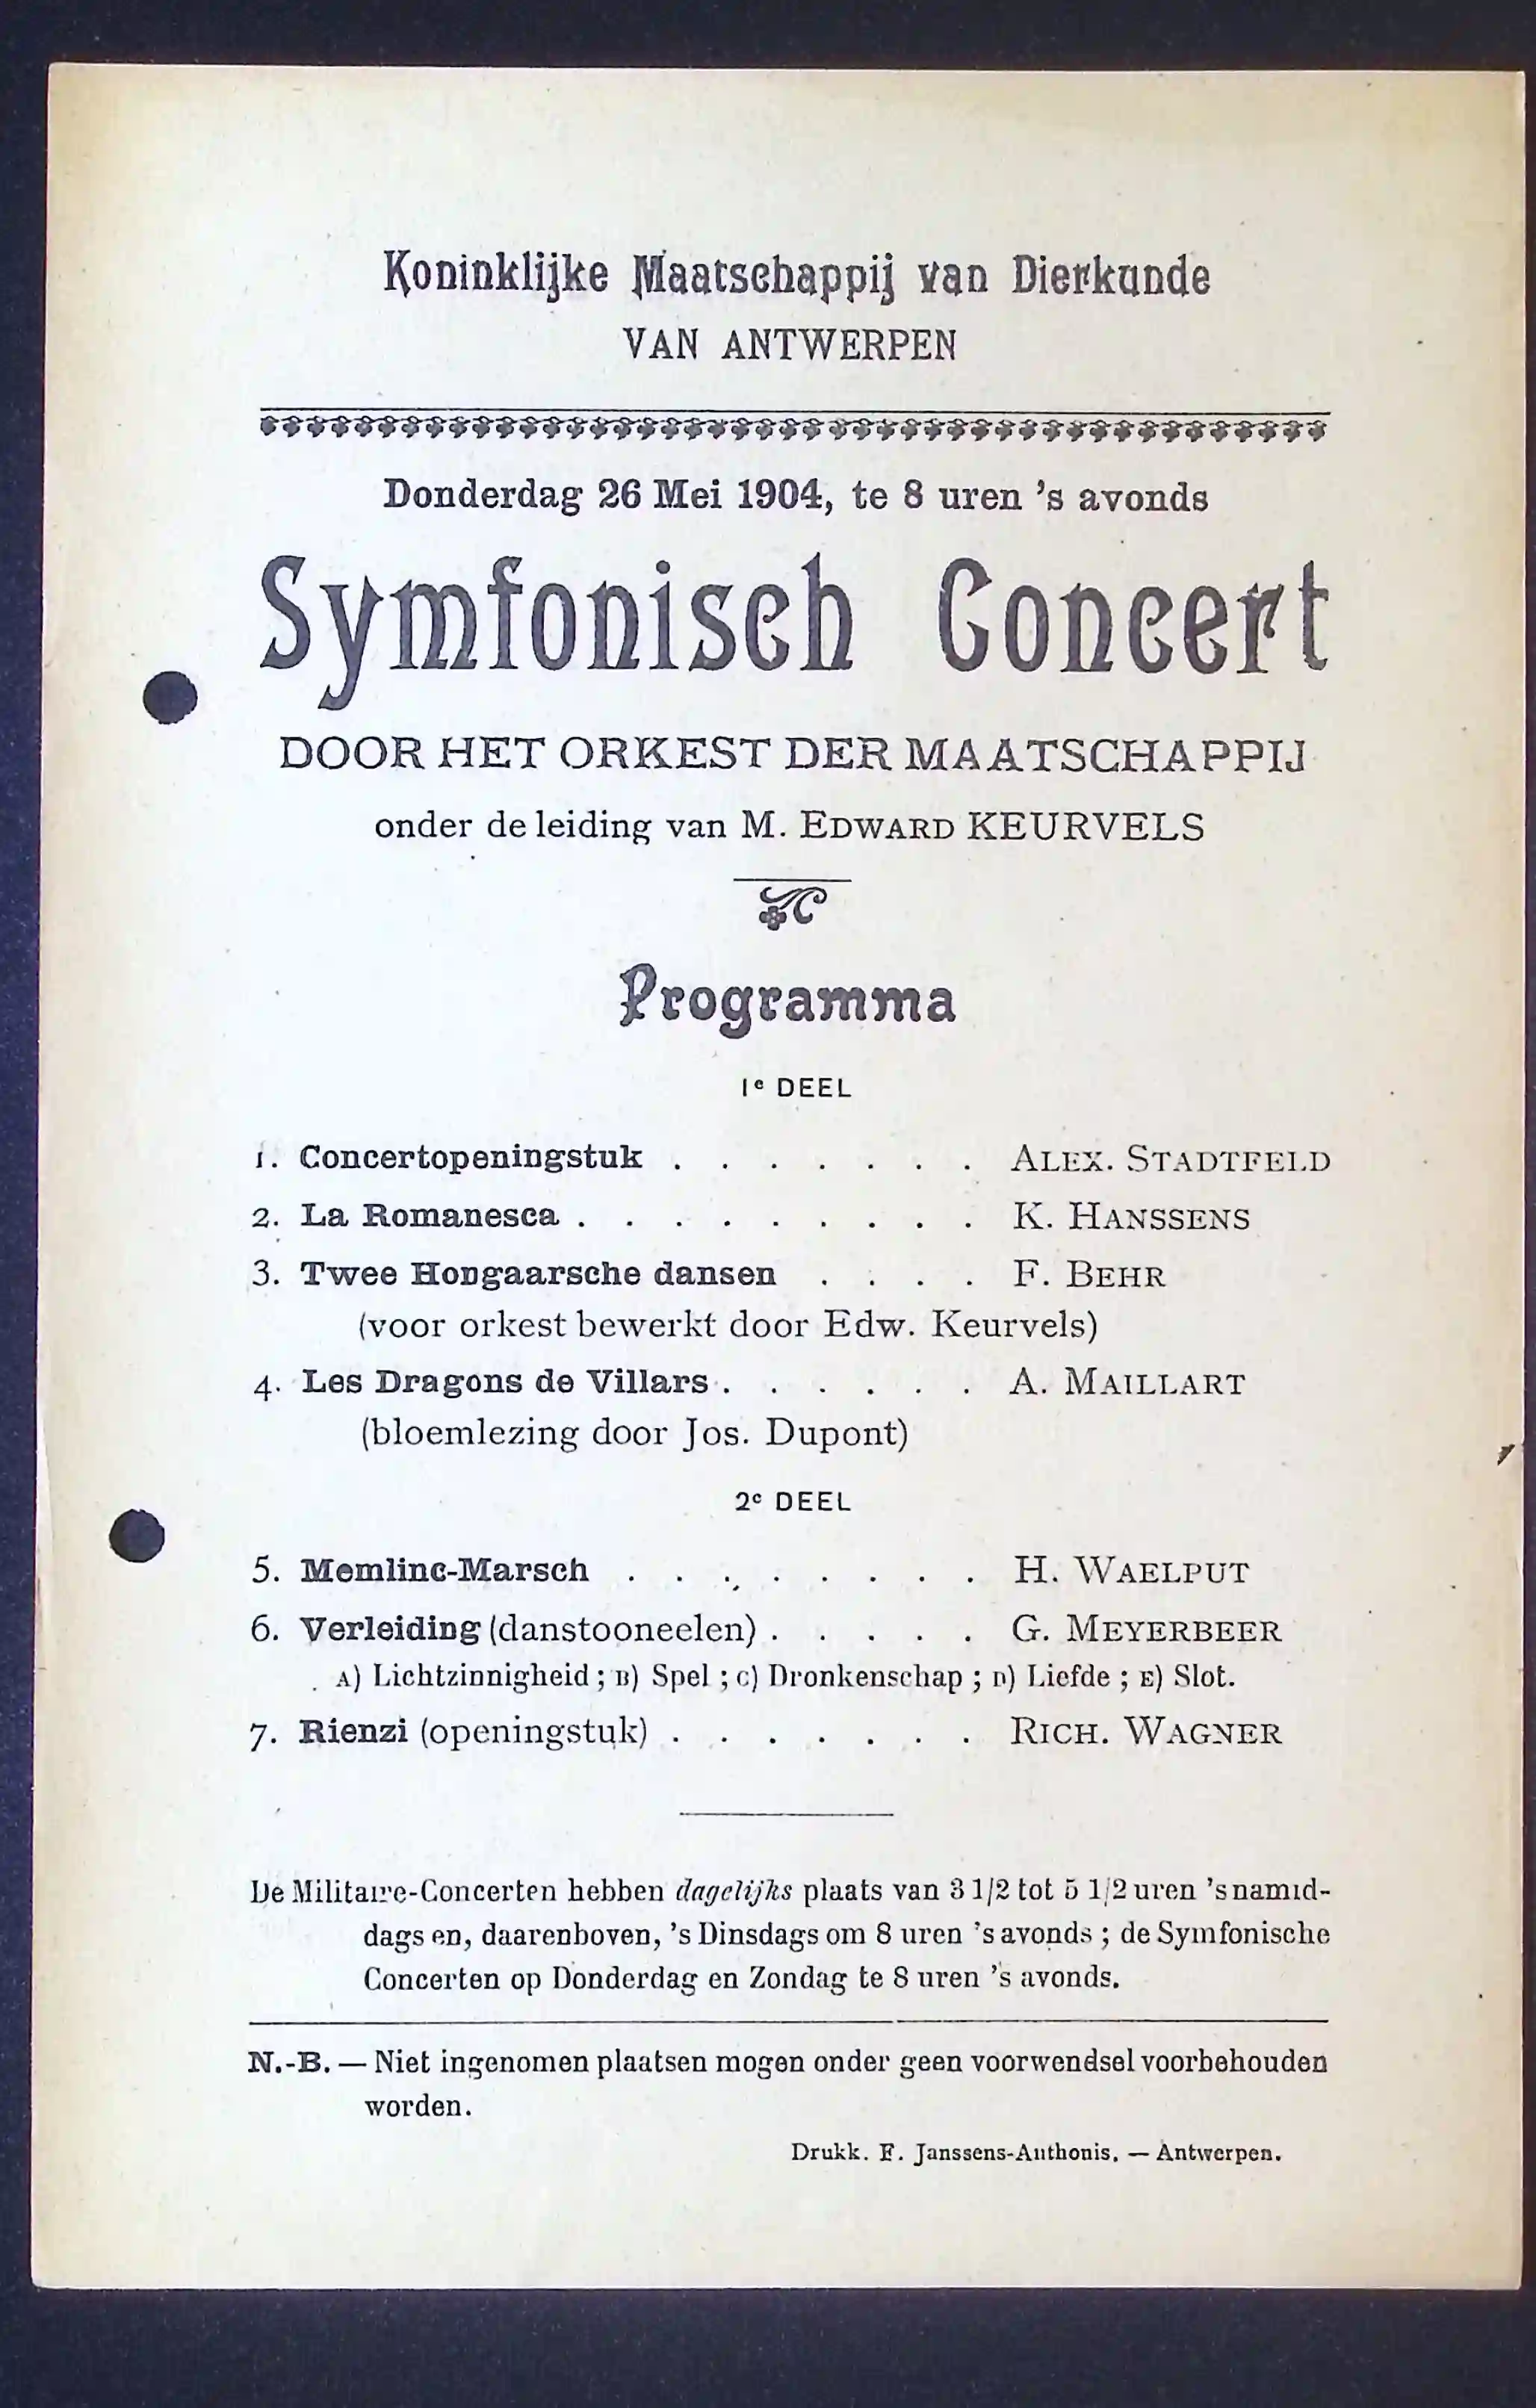 Koninklijke Maatschappij van Dierkunde
VAN ANTWERPEN
Donderdag 26 Mei 1904, te 8 uren 's avonds
Symfonisch Concert
DOOR HET ORKEST DER MAATSCHAPPIJ
onder de leiding van M. EDWARD KEURVELS
Programma
1e DEEL
1. Concertopeningstuk . . . . . . . ALEX. STADTFELD
2. La Romanesca . . . . . . . . . K. HANSSENS
3. Twee Hongaarsche dansen . . . . F. BEHR
(voor orkest bewerkt door Edw. Keurvels)
4. Les Dragons de Villars . . . . . . A. MAILLART
(bloemlezing door Jos. Dupont)
2e DEEL
5. Memlinc-Marsch . . . . . . . . H. WAELPUT
6. Verleiding (danstooneelen) . . . . . G. MEYERBEER
A) Lichtzinnigheid ; B) Spel ; C) Dronkenschap ; D) Liefde ; E) Slot.
7. Rienzi (openingstuk) . . . . . . . RICH. WAGNER
De Militaire-Concerten hebben dagelijks plaats van 3 1/2 tot 5 1/2 uren 's namid-
dags en, daarenboven, 's Dinsdags om 8 uren 's avonds ; de Symfonische
Concerten op Donderdag en Zondag te 8 uren 's avonds.
N.-B. — Niet ingenomen plaatsen mogen onder geen voorwendsel voorbehouden
worden.
Drukk. F. Janssens-Anthonis. — Antwerpen.